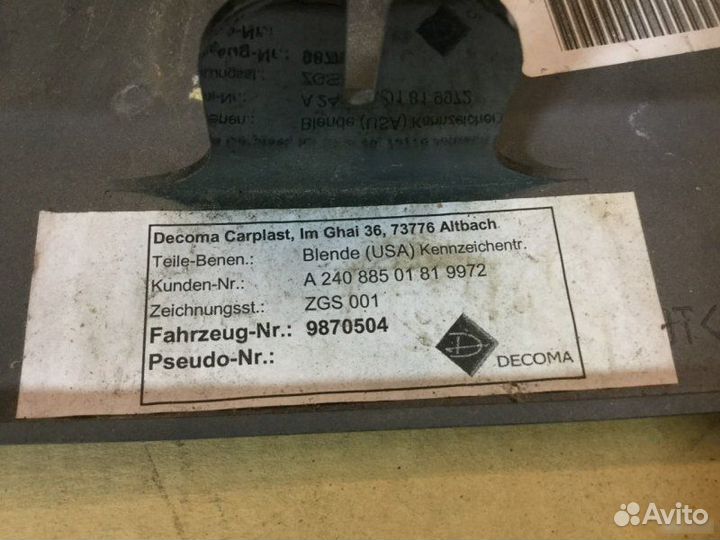 Decoma Carplast, Im Ghai 36, 73776 Altbach
Teile-Benen.: Blende (USA) Kennzeichentr.
Kunden-Nr.: A 240 885 01 81 9972
Zeichnungsst.: ZGS 001
Fahrzeug-Nr.: 9870504
Pseudo-Nr.:
DECOMA
Avito